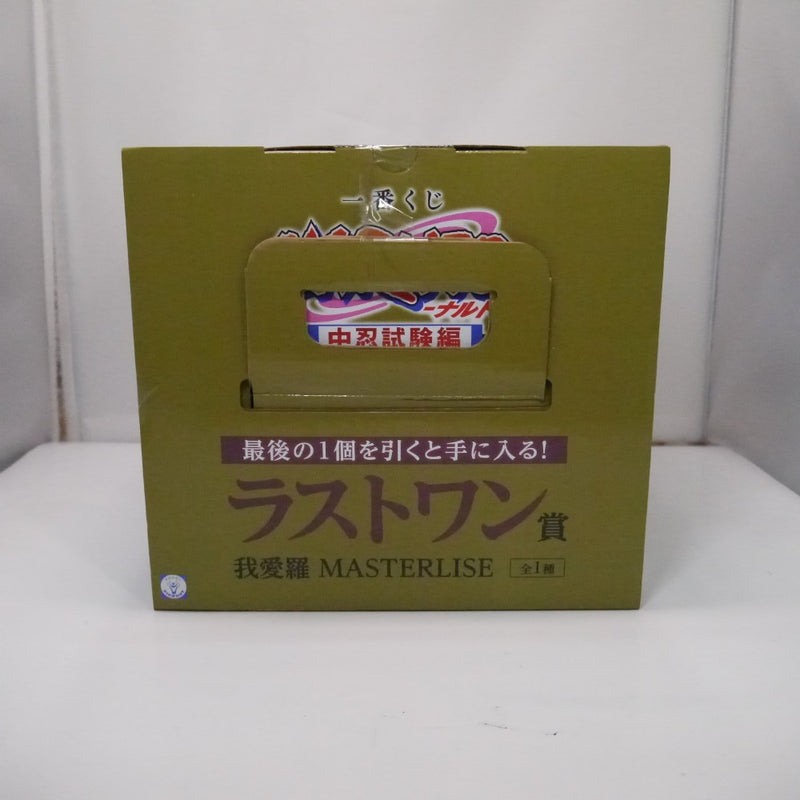 一番くじ
ーナルト
中忍試験編
最後の1個を引くと手に入る!
ラストワン賞
我愛羅 MASTERLISE 全1種